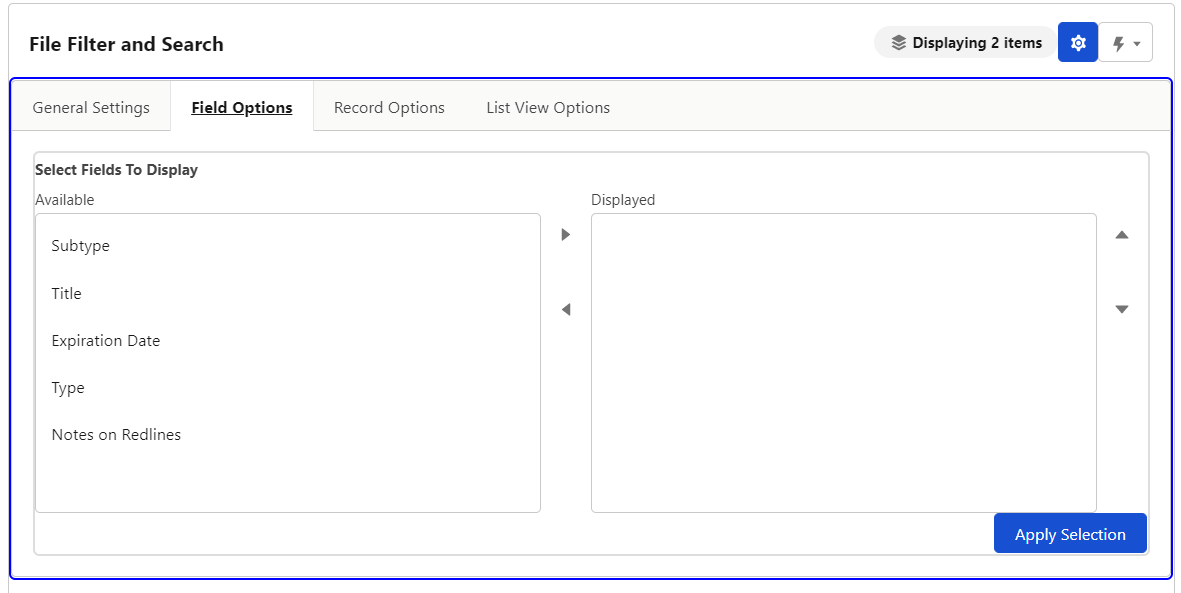 File Filter and Search
Displaying 2 items
General Settings
Field Options
Record Options
List View Options
Select Fields To Display
Available
Displayed
Subtype
Title
Expiration Date
Type
Notes on Redlines
Apply Selection